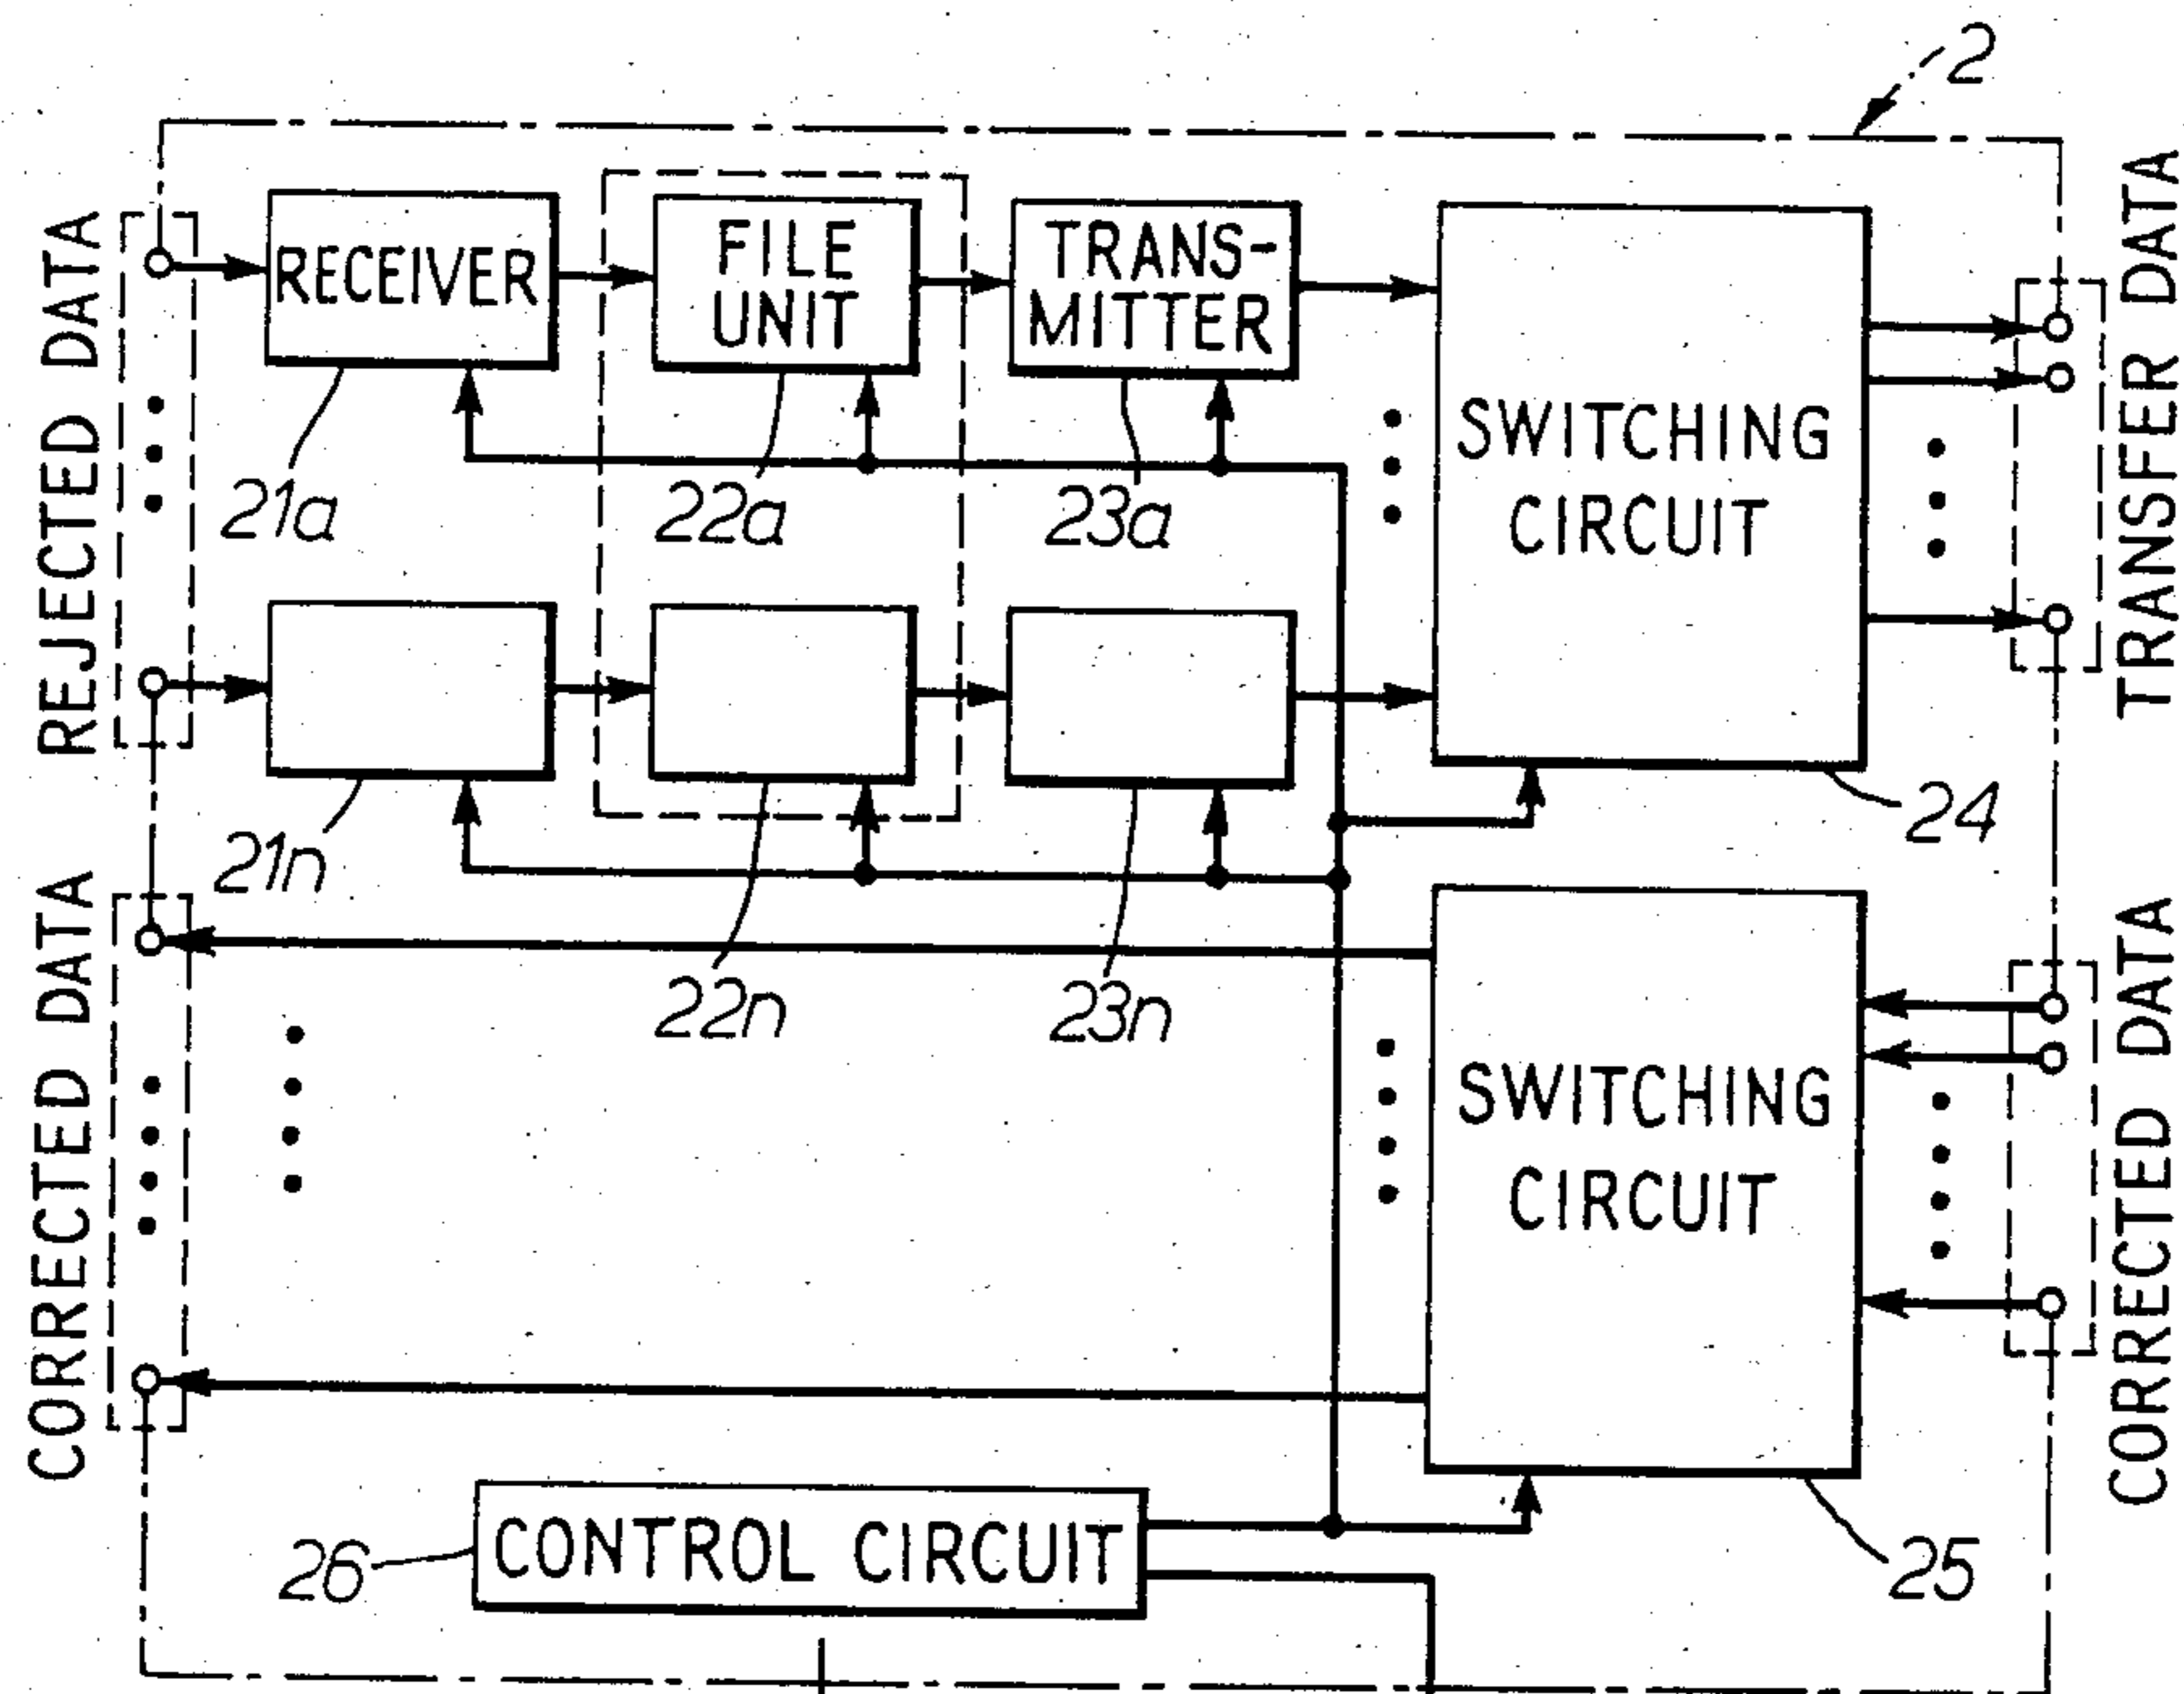 2
REJECTED DATA
RECEIVER
FILE
UNIT
TRANS-
MITTER
SWITCHING
CIRCUIT
TRANSFER DATA
21a
22a
23a
24
21n
22n
23n
CORRECTED DATA
SWITCHING
CIRCUIT
CORRECTED DATA
CONTROL CIRCUIT
26
25